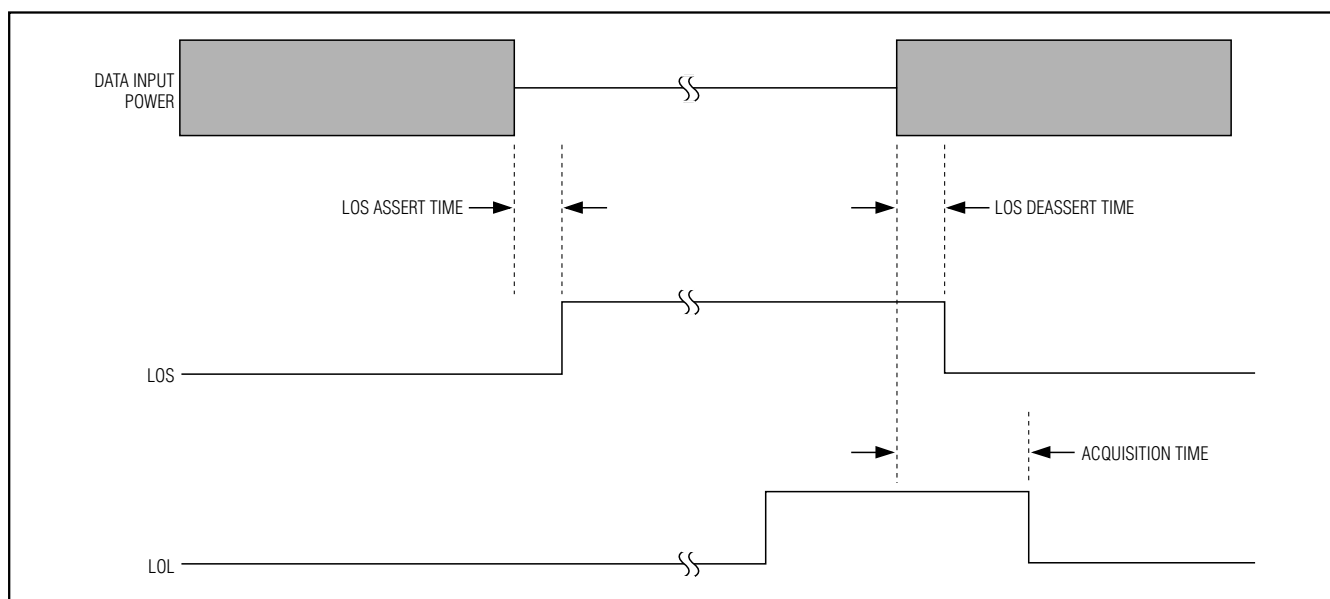 DATA INPUT
POWER
LOS ASSERT TIME
LOS DEASSERT TIME
LOS
ACQUISITION TIME
LOL